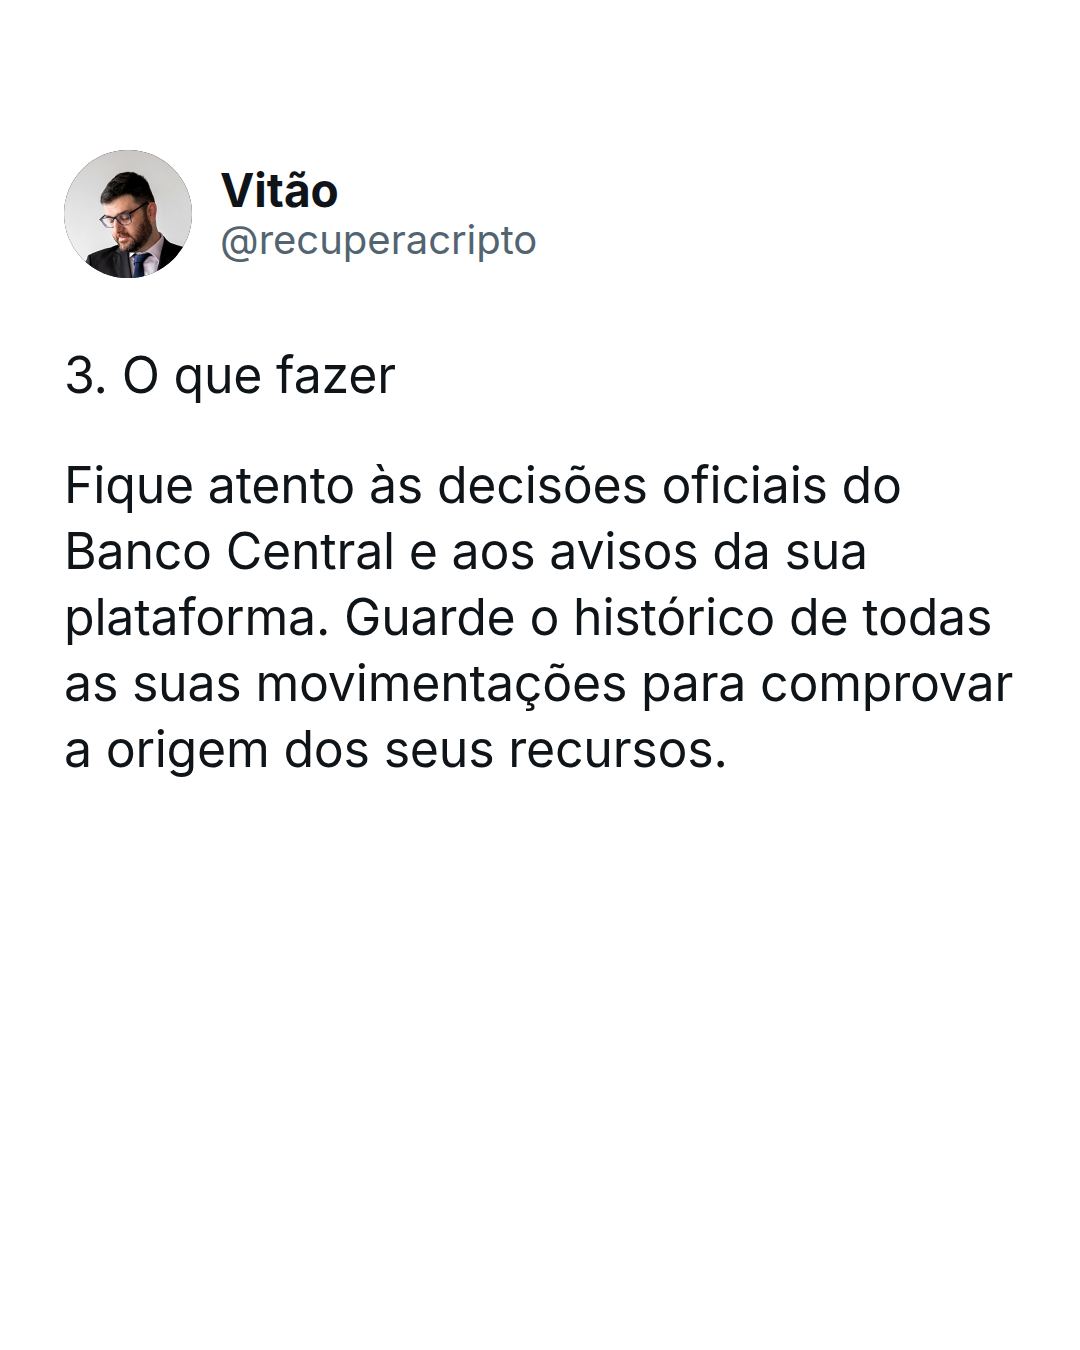 Vitão
@recuperacripto
3. O que fazer
Fique atento às decisões oficiais do
Banco Central e aos avisos da sua
plataforma. Guarde o histórico de todas
as suas movimentações para comprovar
a origem dos seus recursos.